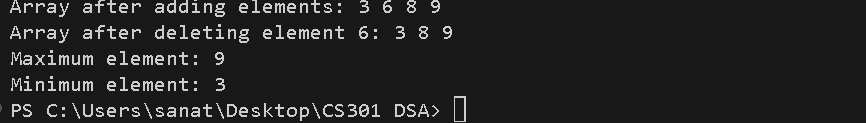 Array after adding elements: 3 6 8 9
Array after deleting element 6: 3 8 9
Maximum element: 9
Minimum element: 3
PS C:\Users\sanat\Desktop\CS301 DSA>